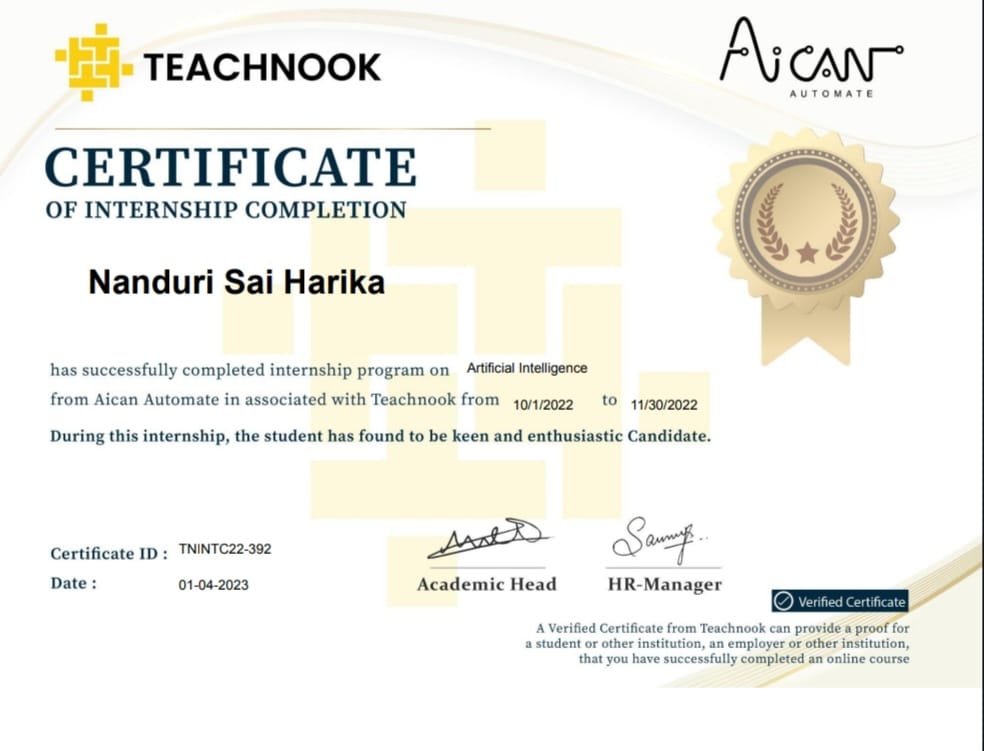 TEACHNOOK
AiCAN
AUTOMATE
CERTIFICATE
OF INTERNSHIP COMPLETION
Nanduri Sai Harika
has successfully completed internship program on Artificial Intelligence
from Aican Automate in associated with Teachnook from 10/1/2022 to 11/30/2022
During this internship, the student has found to be keen and enthusiastic Candidate.
Certificate ID : TNINTC22-392
Date : 01-04-2023
Academic Head
HR-Manager
Verified Certificate
A Verified Certificate from Teachnook can provide a proof for
a student or other institution, an employer or other institution,
that you have successfully completed an online course